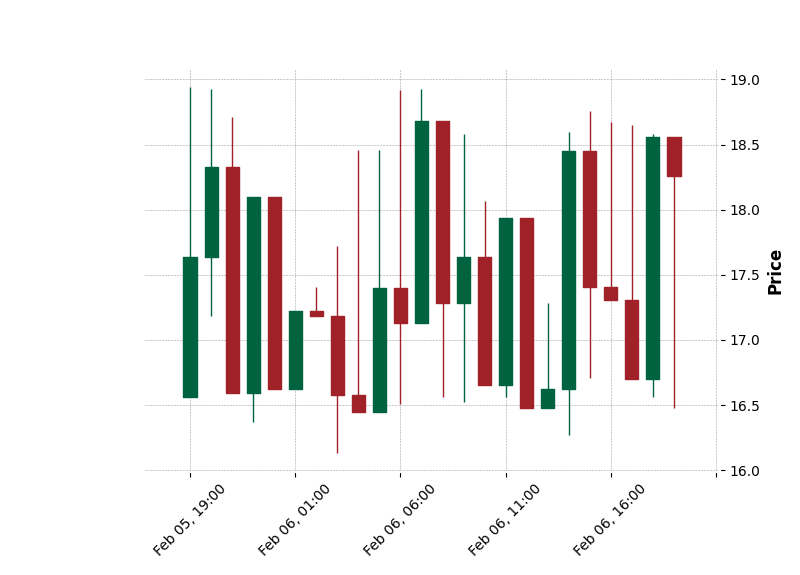 19.0
18.5
18.0
17.5
17.0
16.5
16.0
Price
Feb 05, 19:00
Feb 06, 01:00
Feb 06, 06:00
Feb 06, 11:00
Feb 06, 16:00